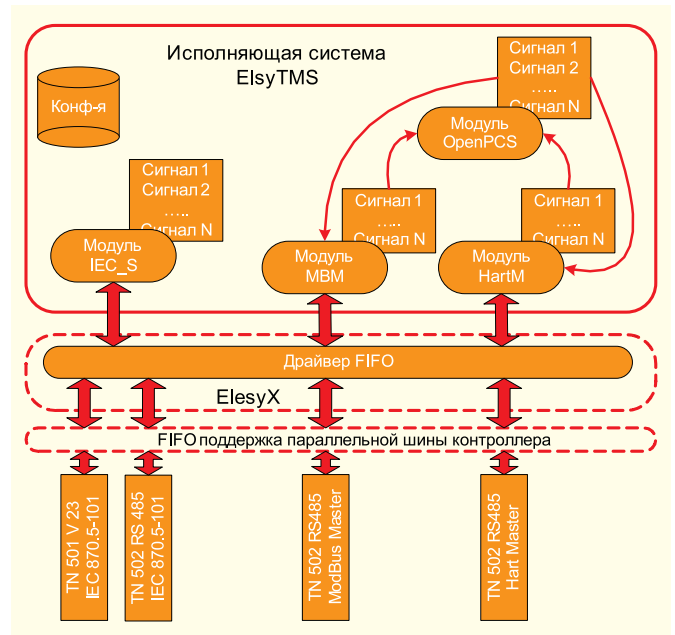 Исполняющая система
ElsyTMS
Конф-я
Сигнал 1
Сигнал 2
.....
Сигнал N
Модуль
OpenPCS
Сигнал 1
Сигнал 2
.....
Сигнал N
Модуль
IEC_S
Сигнал 1
.....
Сигнал N
Модуль
MBM
Сигнал 1
.....
Сигнал N
Модуль
HartM
Драйвер FIFO
ElesyX
FIFO поддержка параллельной шины контроллера
TN 501 V 23
IEC 870.5-101
TN 502 RS 485
IEC 870.5-101
TN 502 RS485
ModBus Master
TN 502 RS485
Hart Master